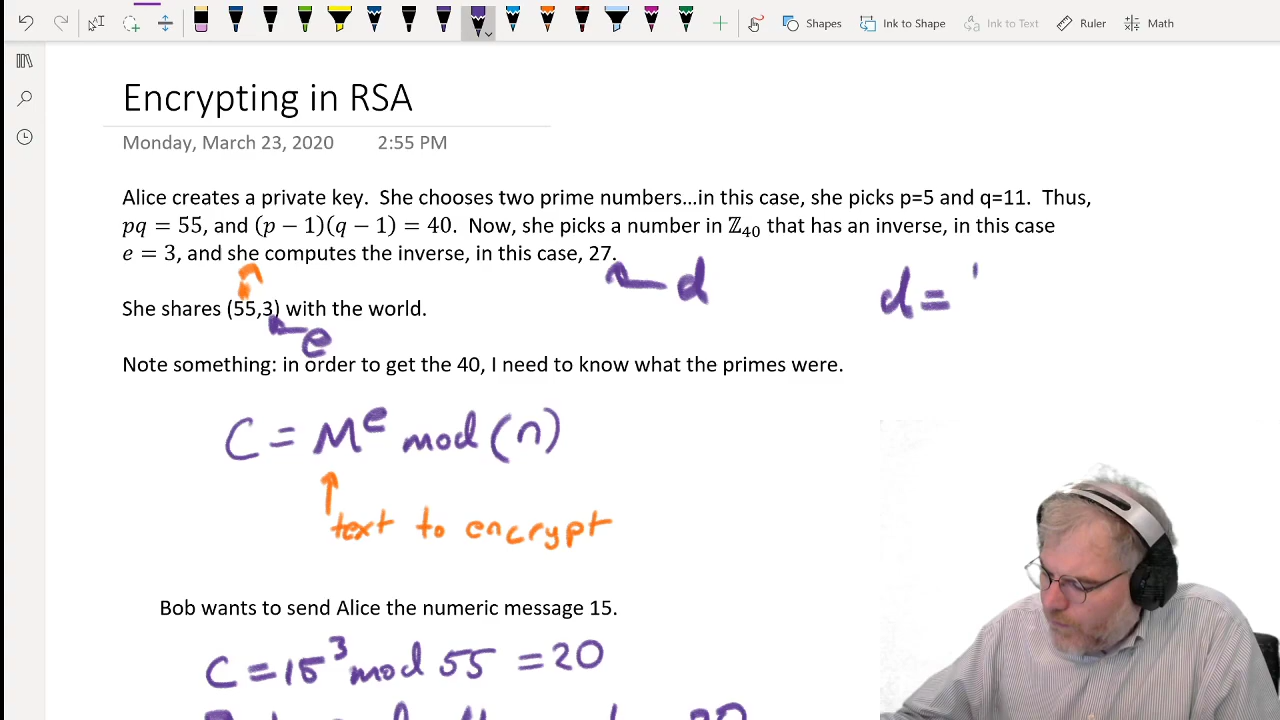 Shapes Ink to Shape Ink to Text Ruler Math
Encrypting in RSA
Monday, March 23, 2020 2:55 PM
Alice creates a private key. She chooses two prime numbers...in this case, she picks p=5 and q=11. Thus,
pq = 55, and (p − 1)(q − 1) = 40. Now, she picks a number in ℤ₄₀ that has an inverse, in this case
e = 3, and she computes the inverse, in this case, 27.
d
d =
She shares (55,3) with the world.
e
Note something: in order to get the 40, I need to know what the primes were.
C = M^e mod (n)
text to encrypt
Bob wants to send Alice the numeric message 15.
C = 15³ mod 55 = 20
20